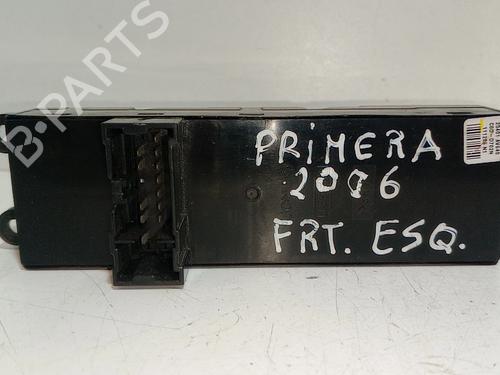 B-PARTS
PRIMERA
2006
FRT. ESQ.